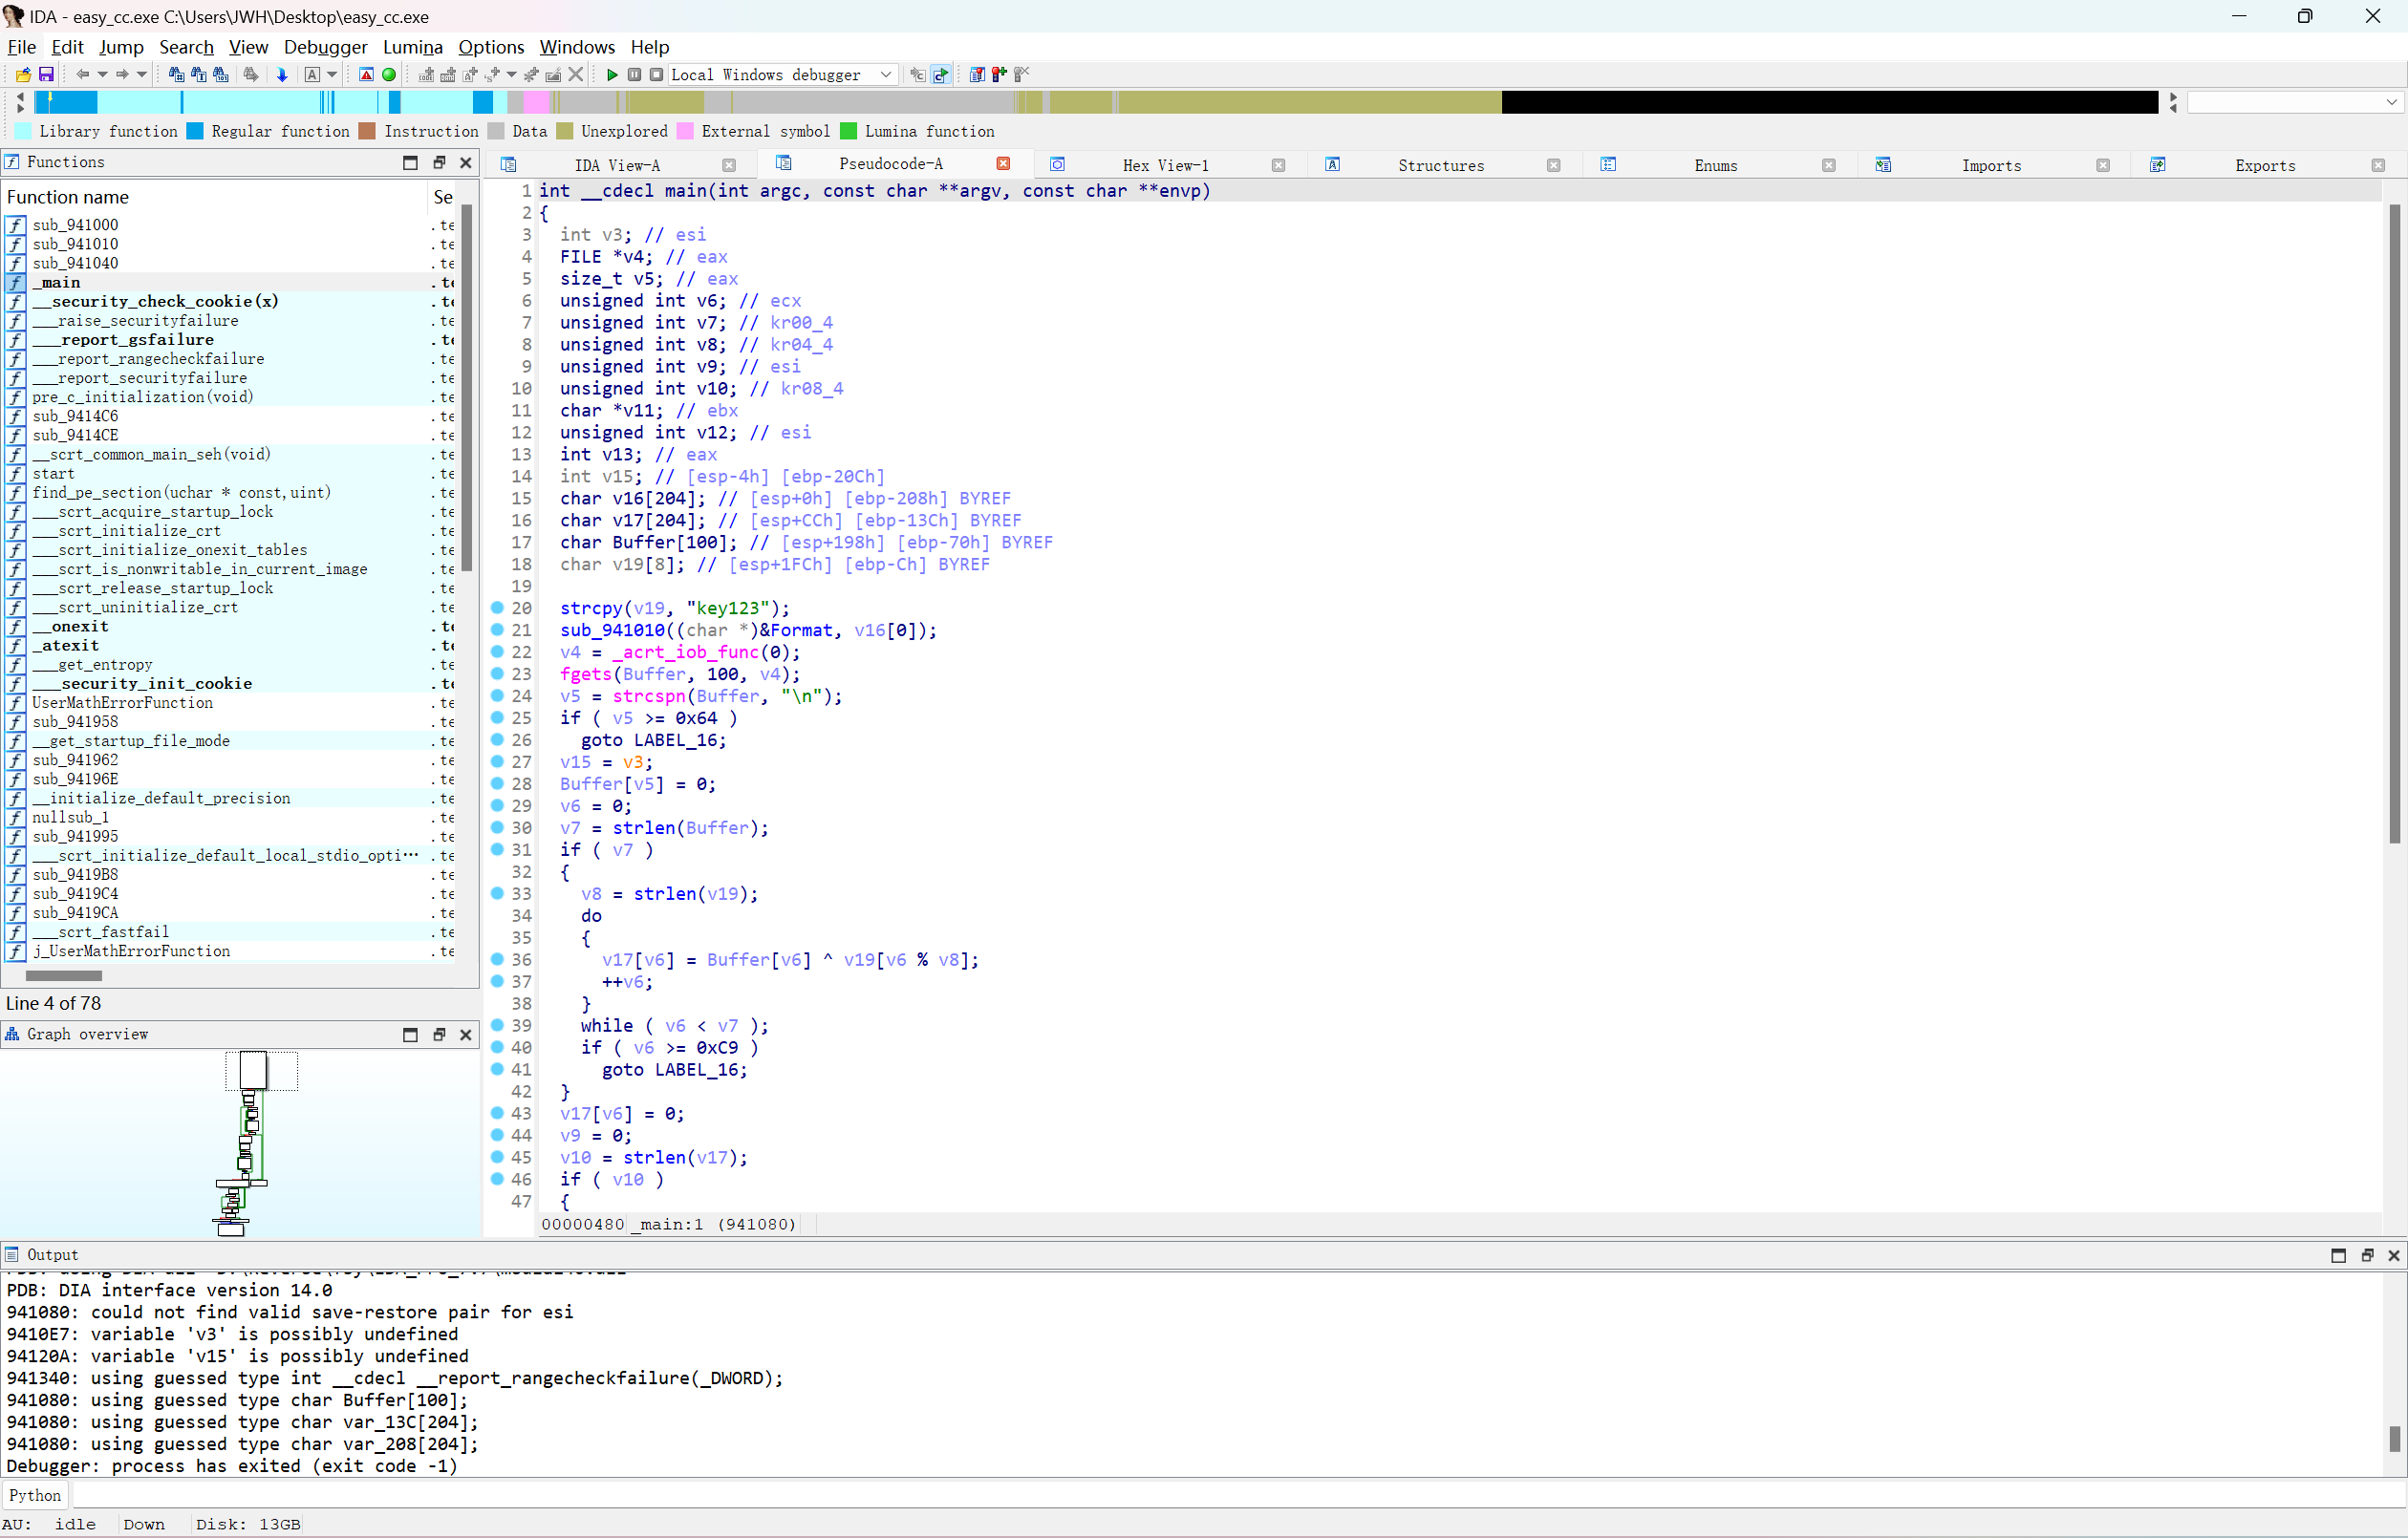 IDA - easy_cc.exe C:\Users\JWH\Desktop\easy_cc.exe
File Edit Jump Search View Debugger Lumina Options Windows Help
Local Windows debugger
Library function Regular function Instruction Data Unexplored External symbol Lumina function
Functions
Function name Se
sub_941000 .te
sub_941010 .te
sub_941040 .te
_main .te
__security_check_cookie(x) .te
___raise_securityfailure .te
___report_gsfailure .te
___report_rangecheckfailure .te
___report_securityfailure .te
pre_c_initialization(void) .te
sub_9414C6 .te
sub_9414CE .te
__scrt_common_main_seh(void) .te
start .te
find_pe_section(uchar * const,uint) .te
___scrt_acquire_startup_lock .te
___scrt_initialize_crt .te
___scrt_initialize_onexit_tables .te
___scrt_is_nonwritable_in_current_image .te
___scrt_release_startup_lock .te
___scrt_uninitialize_crt .te
__onexit .te
_atexit .te
___get_entropy .te
___security_init_cookie .te
UserMathErrorFunction .te
sub_941958 .te
__get_startup_file_mode .te
sub_941962 .te
sub_94196E .te
__initialize_default_precision .te
nullsub_1 .te
sub_941995 .te
___scrt_initialize_default_local_stdio_opti… .te
sub_9419B8 .te
sub_9419C4 .te
sub_9419CA .te
___scrt_fastfail .te
j_UserMathErrorFunction .te
Line 4 of 78
Graph overview
IDA View-A Pseudocode-A Hex View-1 Structures Enums Imports Exports
1 int __cdecl main(int argc, const char **argv, const char **envp)
2 {
3 int v3; // esi
4 FILE *v4; // eax
5 size_t v5; // eax
6 unsigned int v6; // ecx
7 unsigned int v7; // kr00_4
8 unsigned int v8; // kr04_4
9 unsigned int v9; // esi
10 unsigned int v10; // kr08_4
11 char *v11; // ebx
12 unsigned int v12; // esi
13 int v13; // eax
14 int v15; // [esp-4h] [ebp-20Ch]
15 char v16[204]; // [esp+0h] [ebp-208h] BYREF
16 char v17[204]; // [esp+CCh] [ebp-13Ch] BYREF
17 char Buffer[100]; // [esp+198h] [ebp-70h] BYREF
18 char v19[8]; // [esp+1FCh] [ebp-Ch] BYREF
19
20 strcpy(v19, "key123");
21 sub_941010((char *)&Format, v16[0]);
22 v4 = _acrt_iob_func(0);
23 fgets(Buffer, 100, v4);
24 v5 = strcspn(Buffer, "\n");
25 if ( v5 >= 0x64 )
26 goto LABEL_16;
27 v15 = v3;
28 Buffer[v5] = 0;
29 v6 = 0;
30 v7 = strlen(Buffer);
31 if ( v7 )
32 {
33 v8 = strlen(v19);
34 do
35 {
36 v17[v6] = Buffer[v6] ^ v19[v6 % v8];
37 ++v6;
38 }
39 while ( v6 < v7 );
40 if ( v6 >= 0xC9 )
41 goto LABEL_16;
42 }
43 v17[v6] = 0;
44 v9 = 0;
45 v10 = strlen(v17);
46 if ( v10 )
47 {
00000480 _main:1 (941080)
Output
PDB: DIA interface version 14.0
941080: could not find valid save-restore pair for esi
9410E7: variable 'v3' is possibly undefined
94120A: variable 'v15' is possibly undefined
941340: using guessed type int __cdecl __report_rangecheckfailure(_DWORD);
941080: using guessed type char Buffer[100];
941080: using guessed type char var_13C[204];
941080: using guessed type char var_208[204];
Debugger: process has exited (exit code -1)
Python
AU: idle Down Disk: 13GB